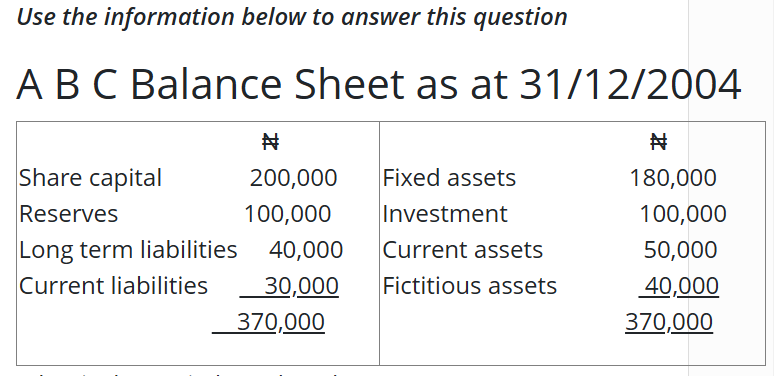 Use the information below to answer this question
A B C Balance Sheet as at 31/12/2004
₦ ₦
Share capital 200,000 Fixed assets 180,000
Reserves 100,000 Investment 100,000
Long term liabilities 40,000 Current assets 50,000
Current liabilities 30,000 Fictitious assets 40,000
370,000 370,000